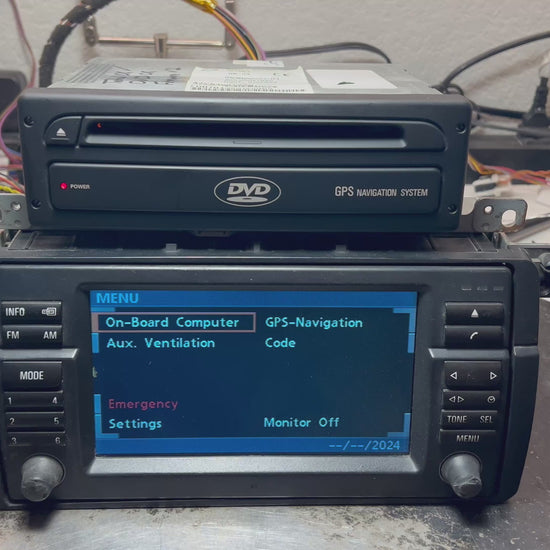 POWER
DVD
GPS NAVIGATION SYSTEM
MENU
On-Board Computer
GPS-Navigation
Aux. Ventilation
Code
Emergency
Settings
Monitor Off
--/--/2024
INFO
FM AM
MODE
1 4
2 5
3 6
TONE SEL
MENU